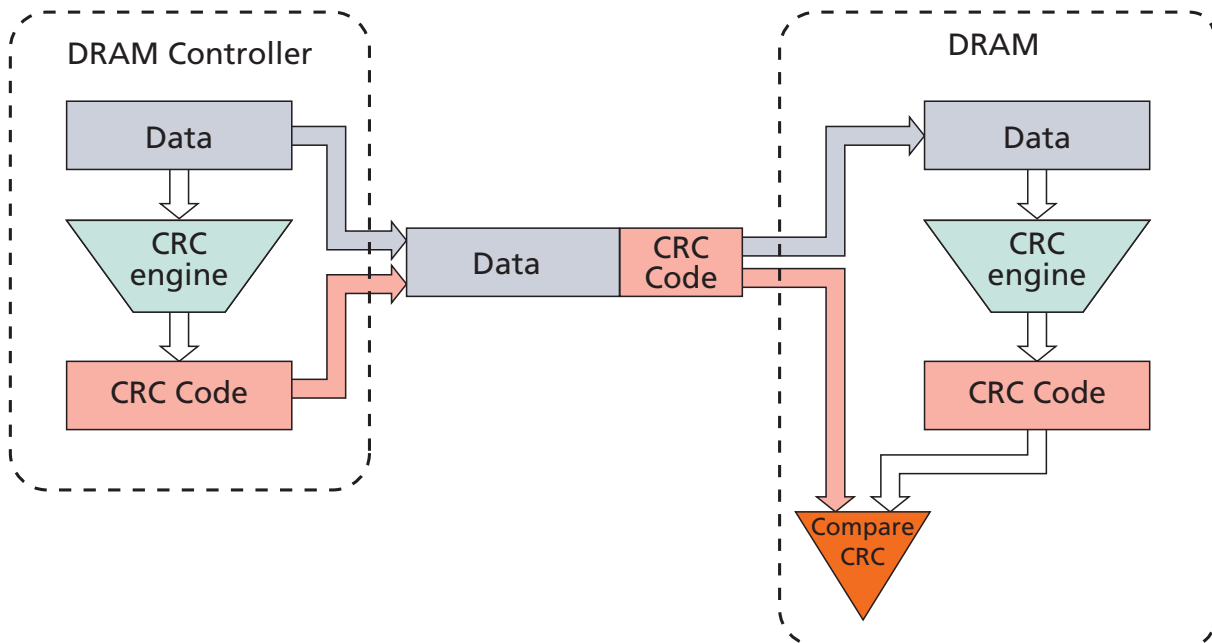 DRAM Controller
Data
CRC
engine
CRC Code
Data
CRC
Code
DRAM
Data
CRC
engine
CRC Code
Compare
CRC